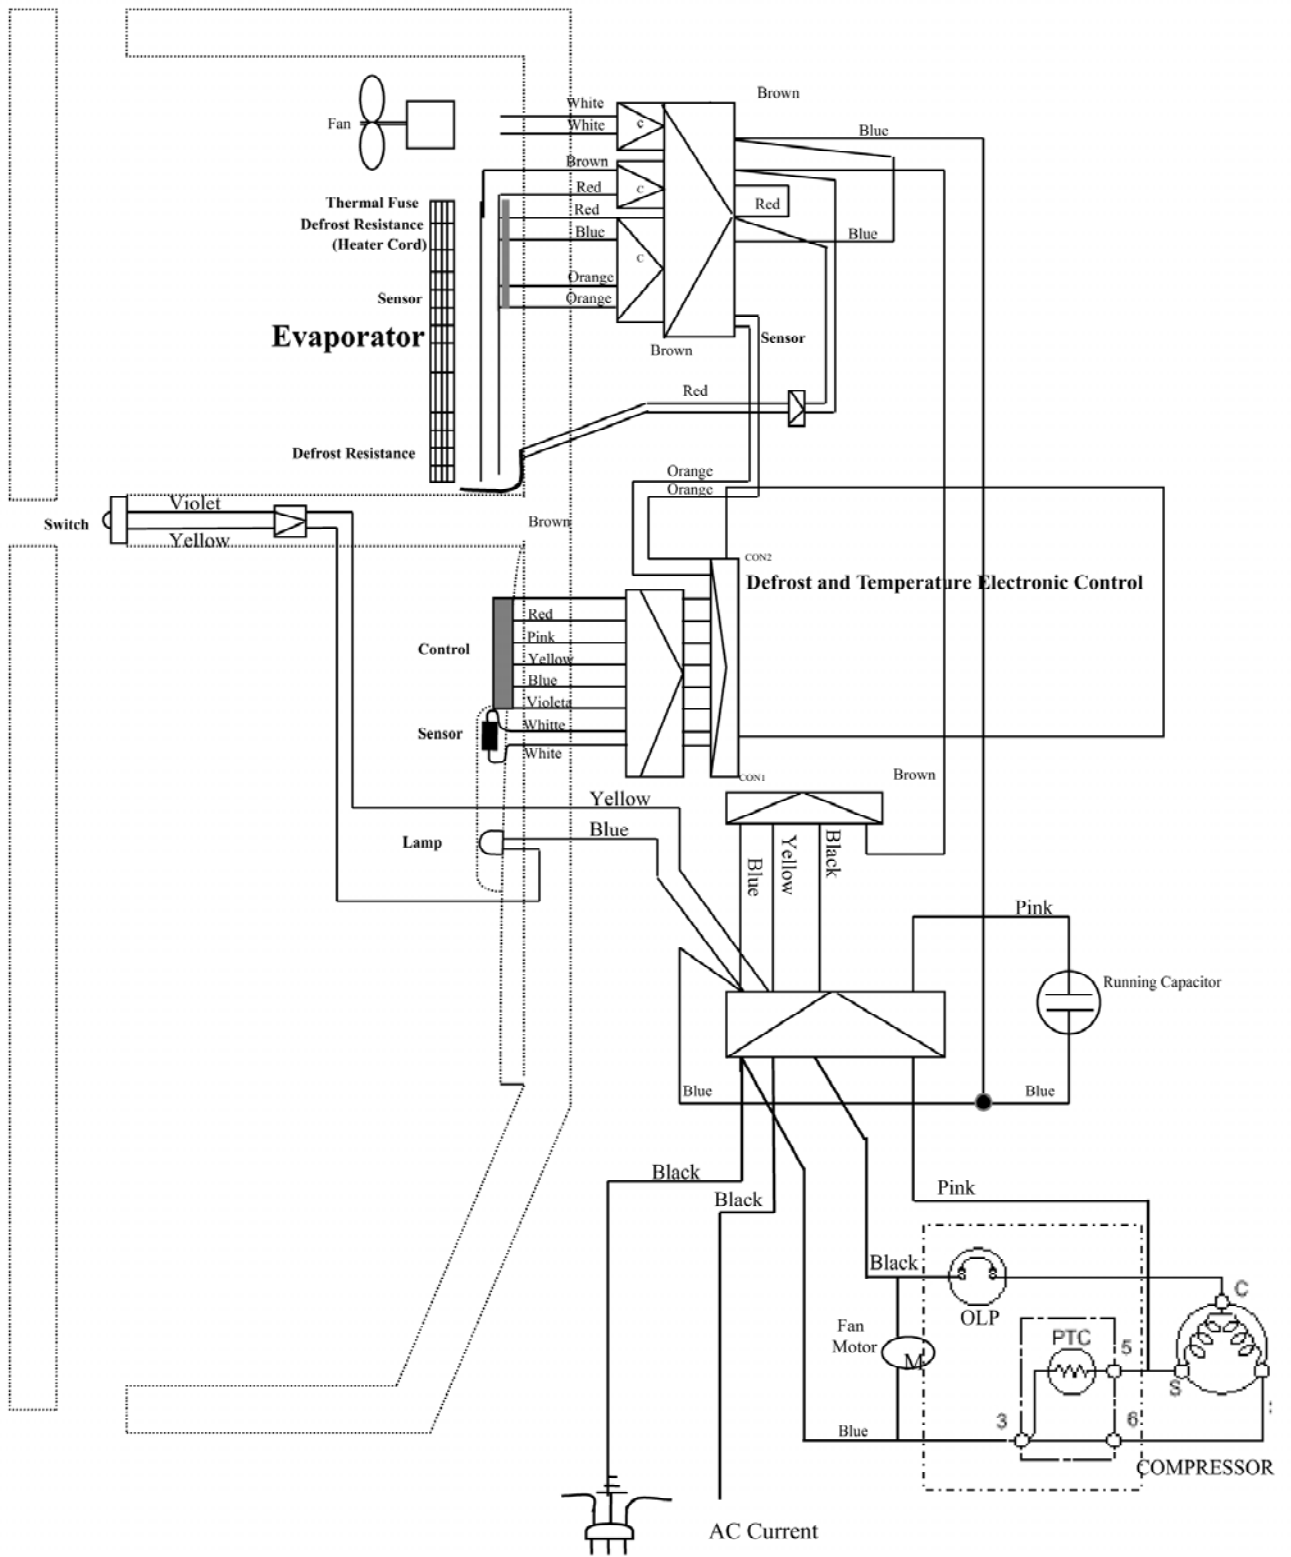 Brown
White
Blue
Fan
c
White
Brown
Red
C
Thermal Fuse
Red
Red
Defrost Resistance
Blue
Blue
(Heater Cord)
C
Orange
Sensor
Orange
Evaporator
Sensor
Brown
Red
Defrost Resistance
Orange
Orange
Violet
Switch
Brown
Yellow
CON2
Defrost and Temperature Electronic Control
Red
Pink
Control
Yellow
Blue
Violeta
Whitte
Sensor
White
CON1
Brown
Yellow
Blue
Lamp
Blue
Yellow
Black
Pink
Running Capacitor
Blue
Blue
Black
Pink
Black
Black
C
OLP
Fan
Motor
M
PTC
5
S
3
6
Blue
COMPRESSOR
AC Current